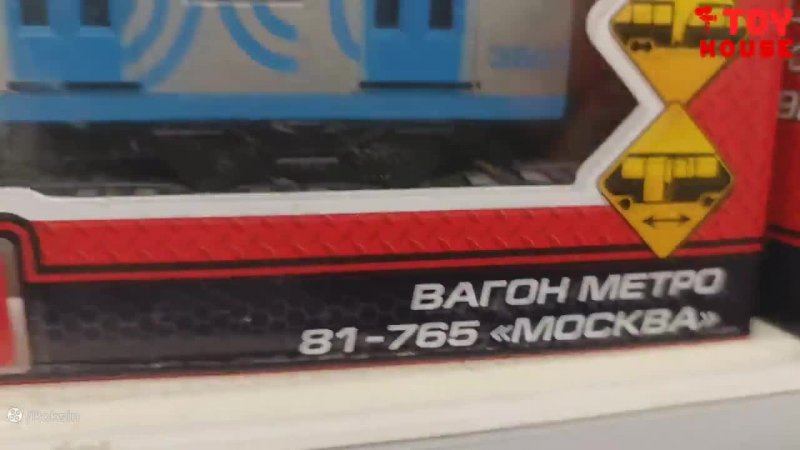 TOY
HOUSE
ВАГОН МЕТРО
81-765 «МОСКВА»